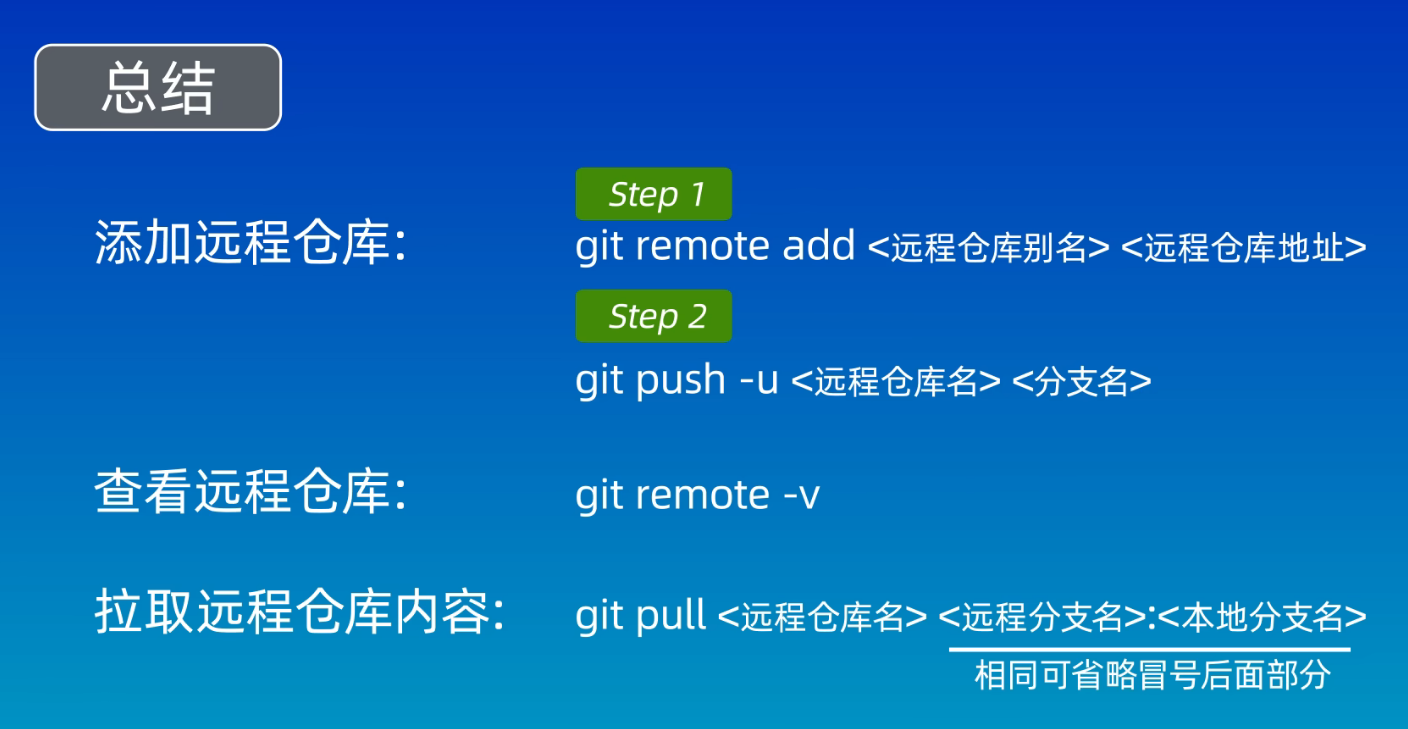 总结
添加远程仓库:
Step 1
git remote add <远程仓库别名> <远程仓库地址>
Step 2
git push -u <远程仓库名> <分支名>
查看远程仓库:
git remote -v
拉取远程仓库内容:
git pull <远程仓库名> <远程分支名>:<本地分支名>
相同可省略冒号后面部分